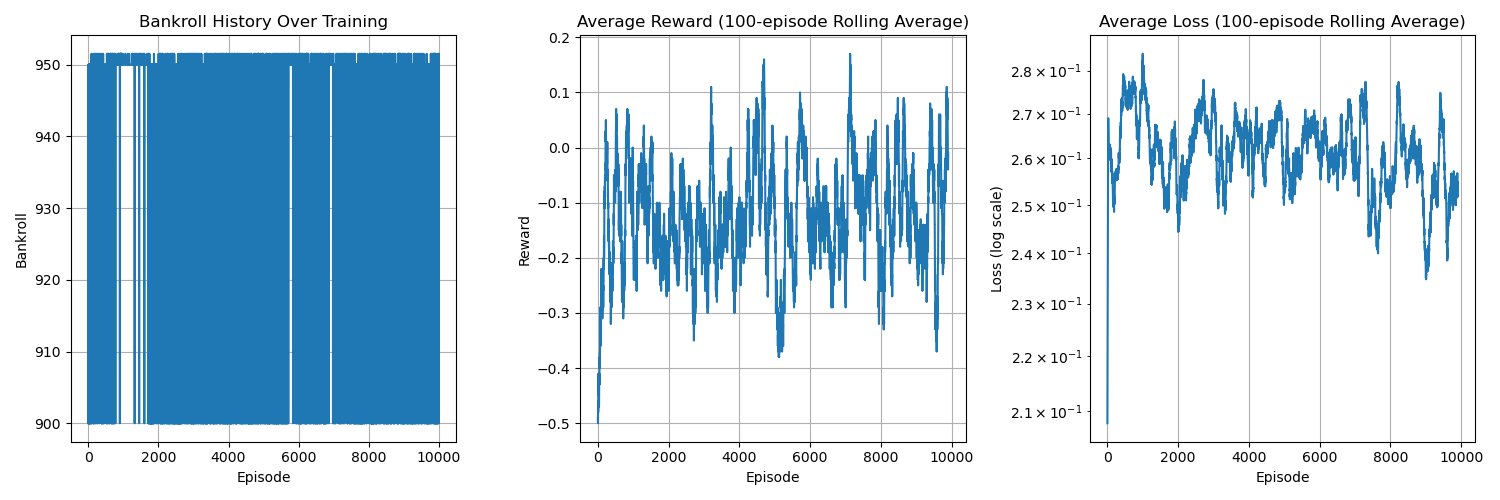 Bankroll History Over Training
950
940
930
920
910
900
Bankroll
0 2000 4000 6000 8000 10000
Episode
Average Reward (100-episode Rolling Average)
0.2
0.1
0.0
−0.1
−0.2
−0.3
−0.4
−0.5
Reward
0 2000 4000 6000 8000 10000
Episode
Average Loss (100-episode Rolling Average)
2.8 × 10⁻¹
2.7 × 10⁻¹
2.6 × 10⁻¹
2.5 × 10⁻¹
2.4 × 10⁻¹
2.3 × 10⁻¹
2.2 × 10⁻¹
2.1 × 10⁻¹
Loss (log scale)
0 2000 4000 6000 8000 10000
Episode